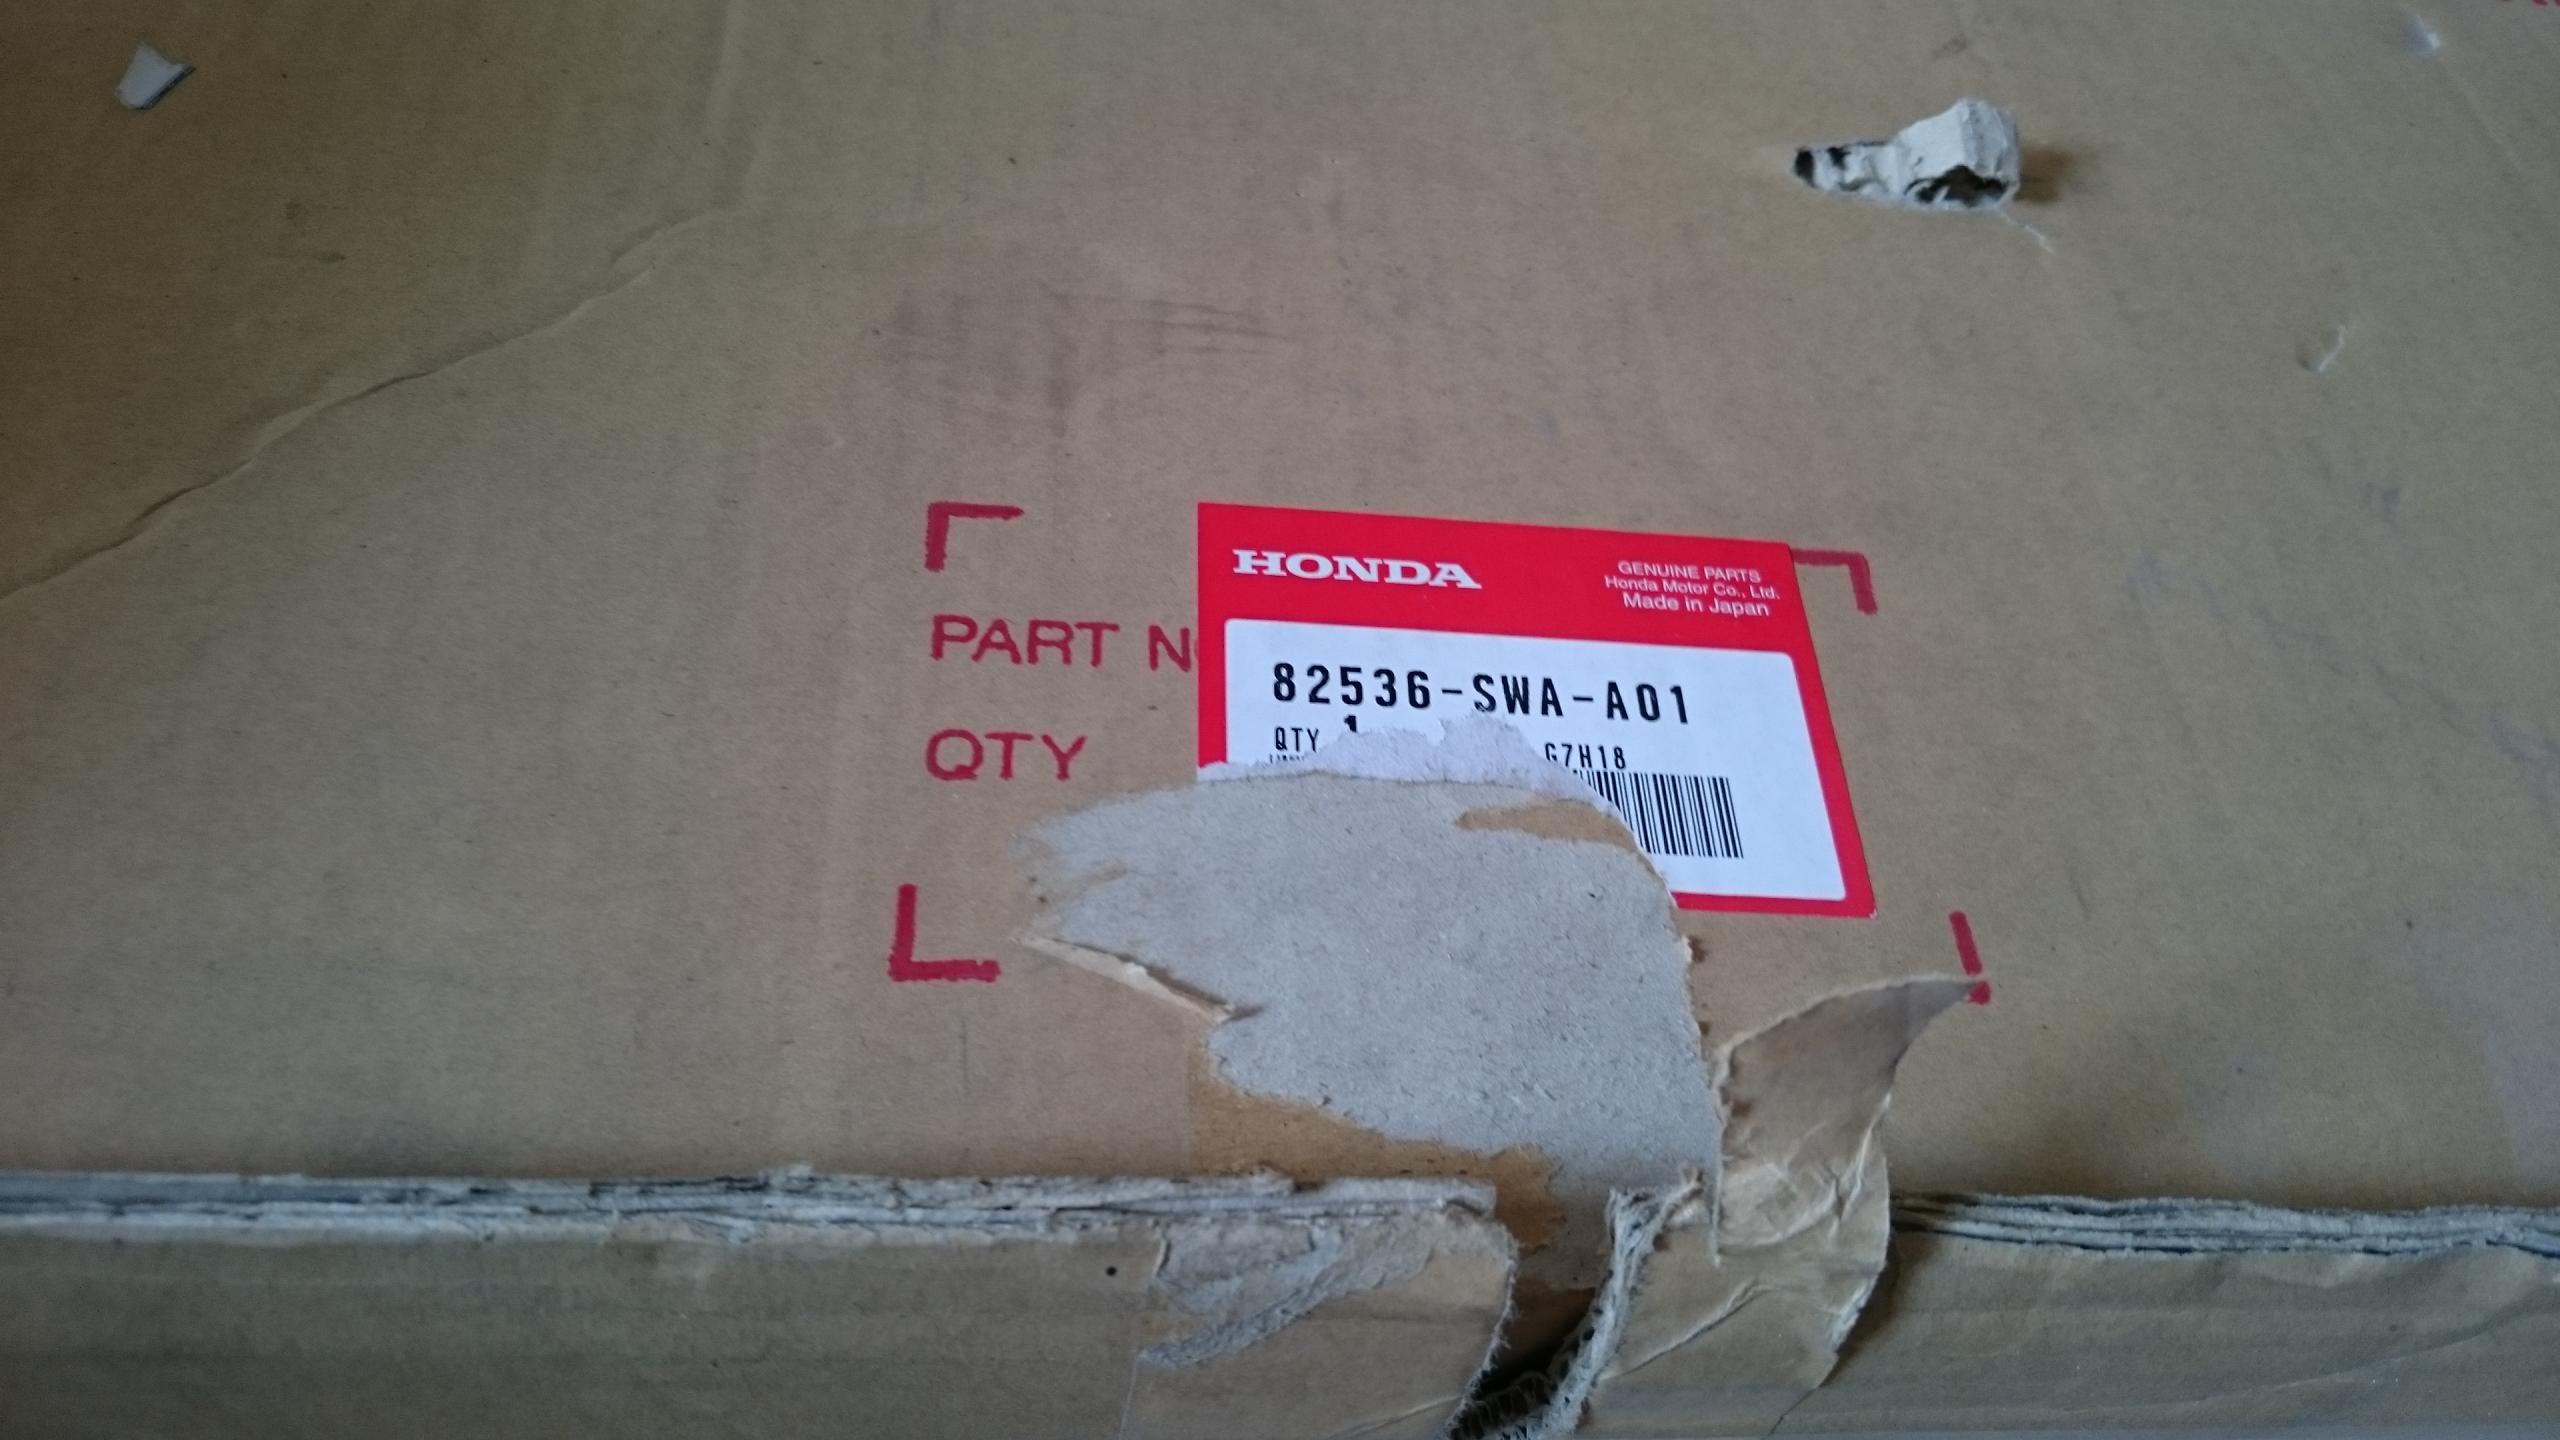 HONDA
GENUINE PARTS
Honda Motor Co., Ltd.
Made in Japan
PART
82536-SWA-A01
QTY 1
G7H18
QTY